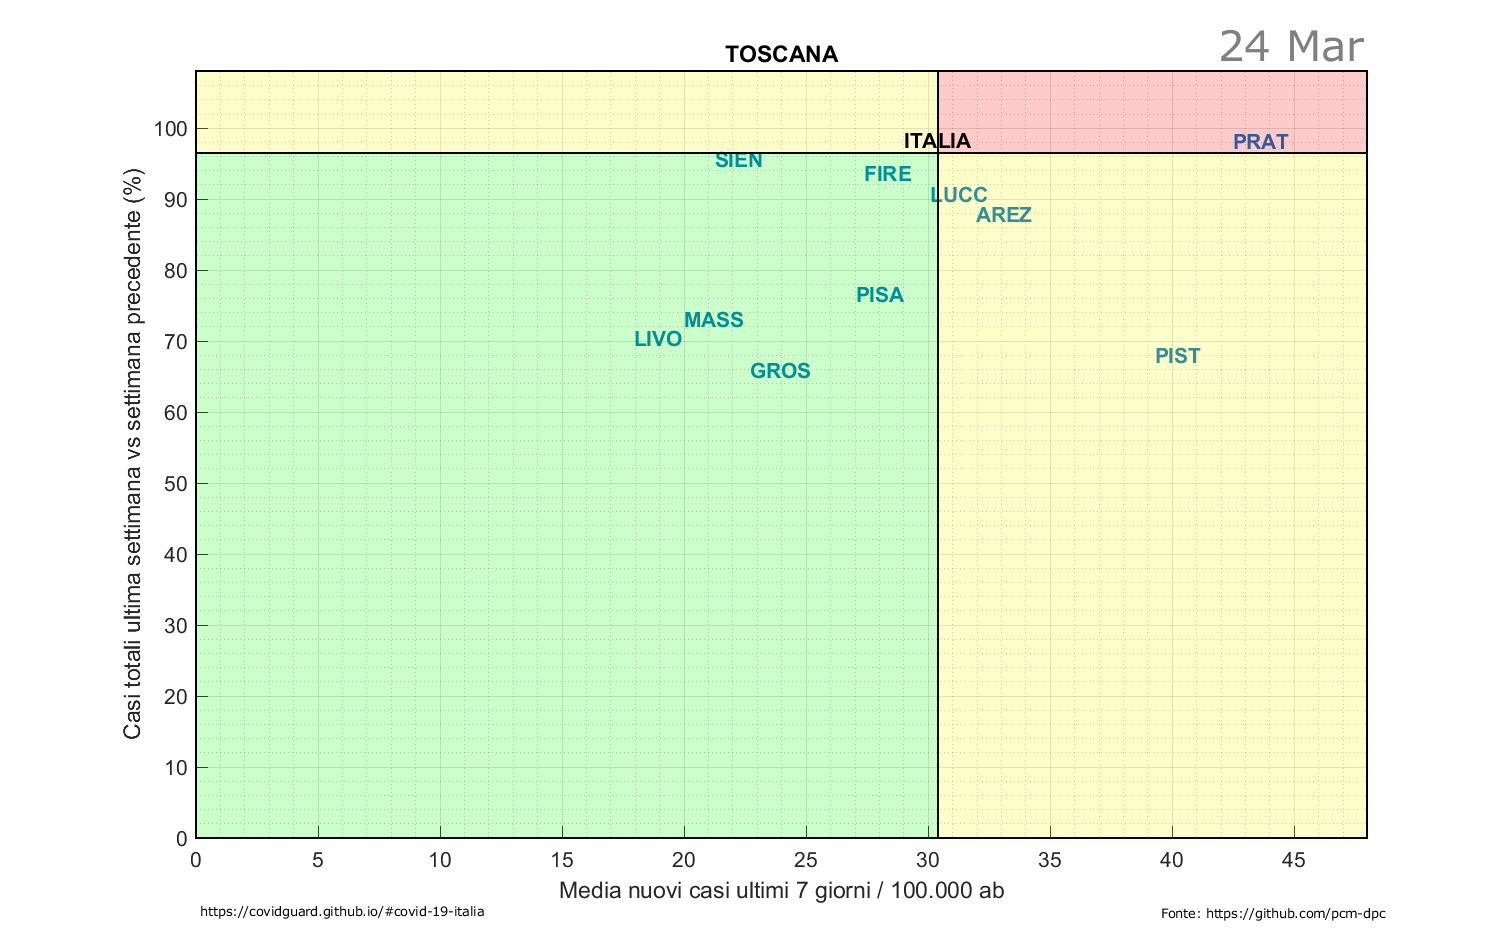 24 Mar
TOSCANA
Casi totali ultima settimana vs settimana precedente (%)
100
90
80
70
60
50
40
30
20
10
0
ITALIA
PRAT
SIEN
FIRE
LUCC
AREZ
PISA
MASS
LIVO
PIST
GROS
0 5 10 15 20 25 30 35 40 45
Media nuovi casi ultimi 7 giorni / 100.000 ab
https://covidguard.github.io/#covid-19-italia
Fonte: https://github.com/pcm-dpc